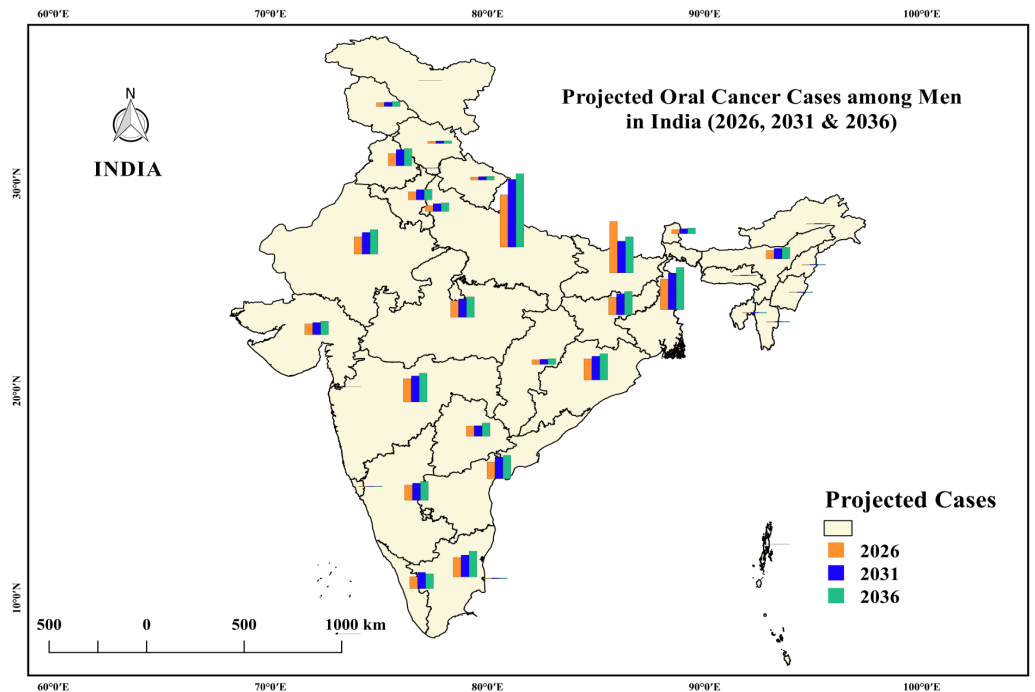 60°0'E 70°0'E 80°0'E 90°0'E 100°0'E
N
INDIA
Projected Oral Cancer Cases among Men
in India (2026, 2031 & 2036)
30°0'N
20°0'N
10°0'N
Projected Cases
2026
2031
2036
500 0 500 1000 km
60°0'E 70°0'E 80°0'E 90°0'E 100°0'E